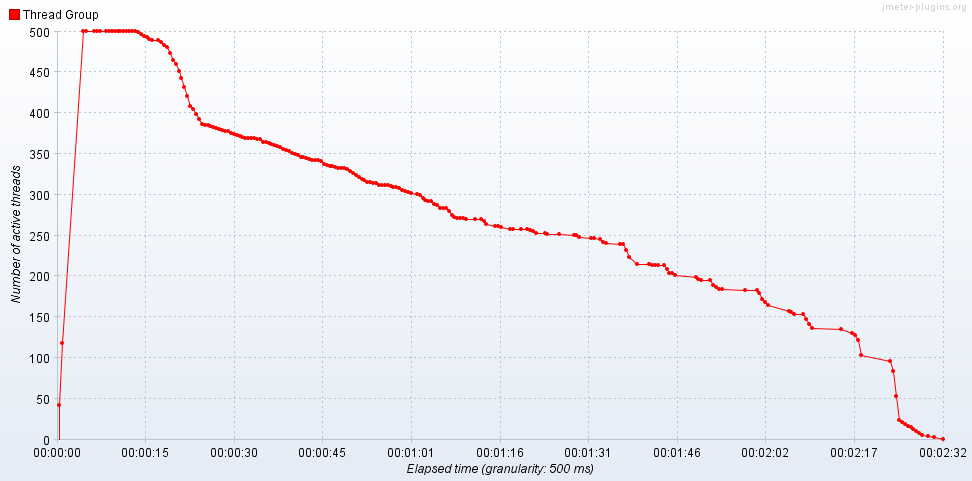 jmeter-plugins.org
Thread Group
500
450
400
350
300
250
200
150
100
50
0
Number of active threads
00:00:00 00:00:15 00:00:30 00:00:45 00:01:01 00:01:16 00:01:31 00:01:46 00:02:02 00:02:17 00:02:32
Elapsed time (granularity: 500 ms)